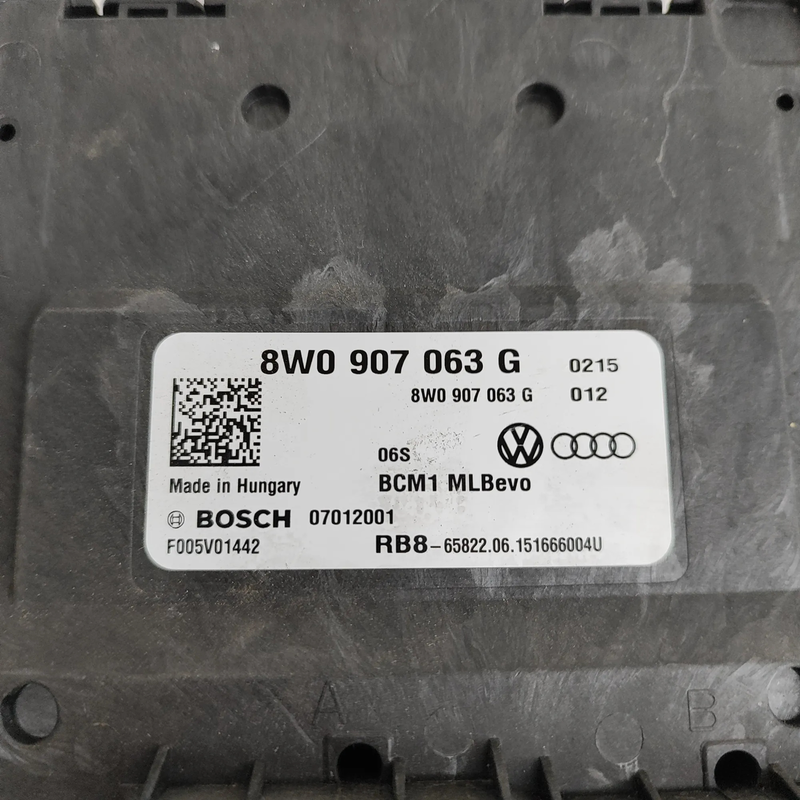 8W0 907 063 G 0215
8W0 907 063 G 012
06S
Made in Hungary BCM1 MLBevo
BOSCH 07012001
F005V01442 RB8-65822.06.151666004U
A B